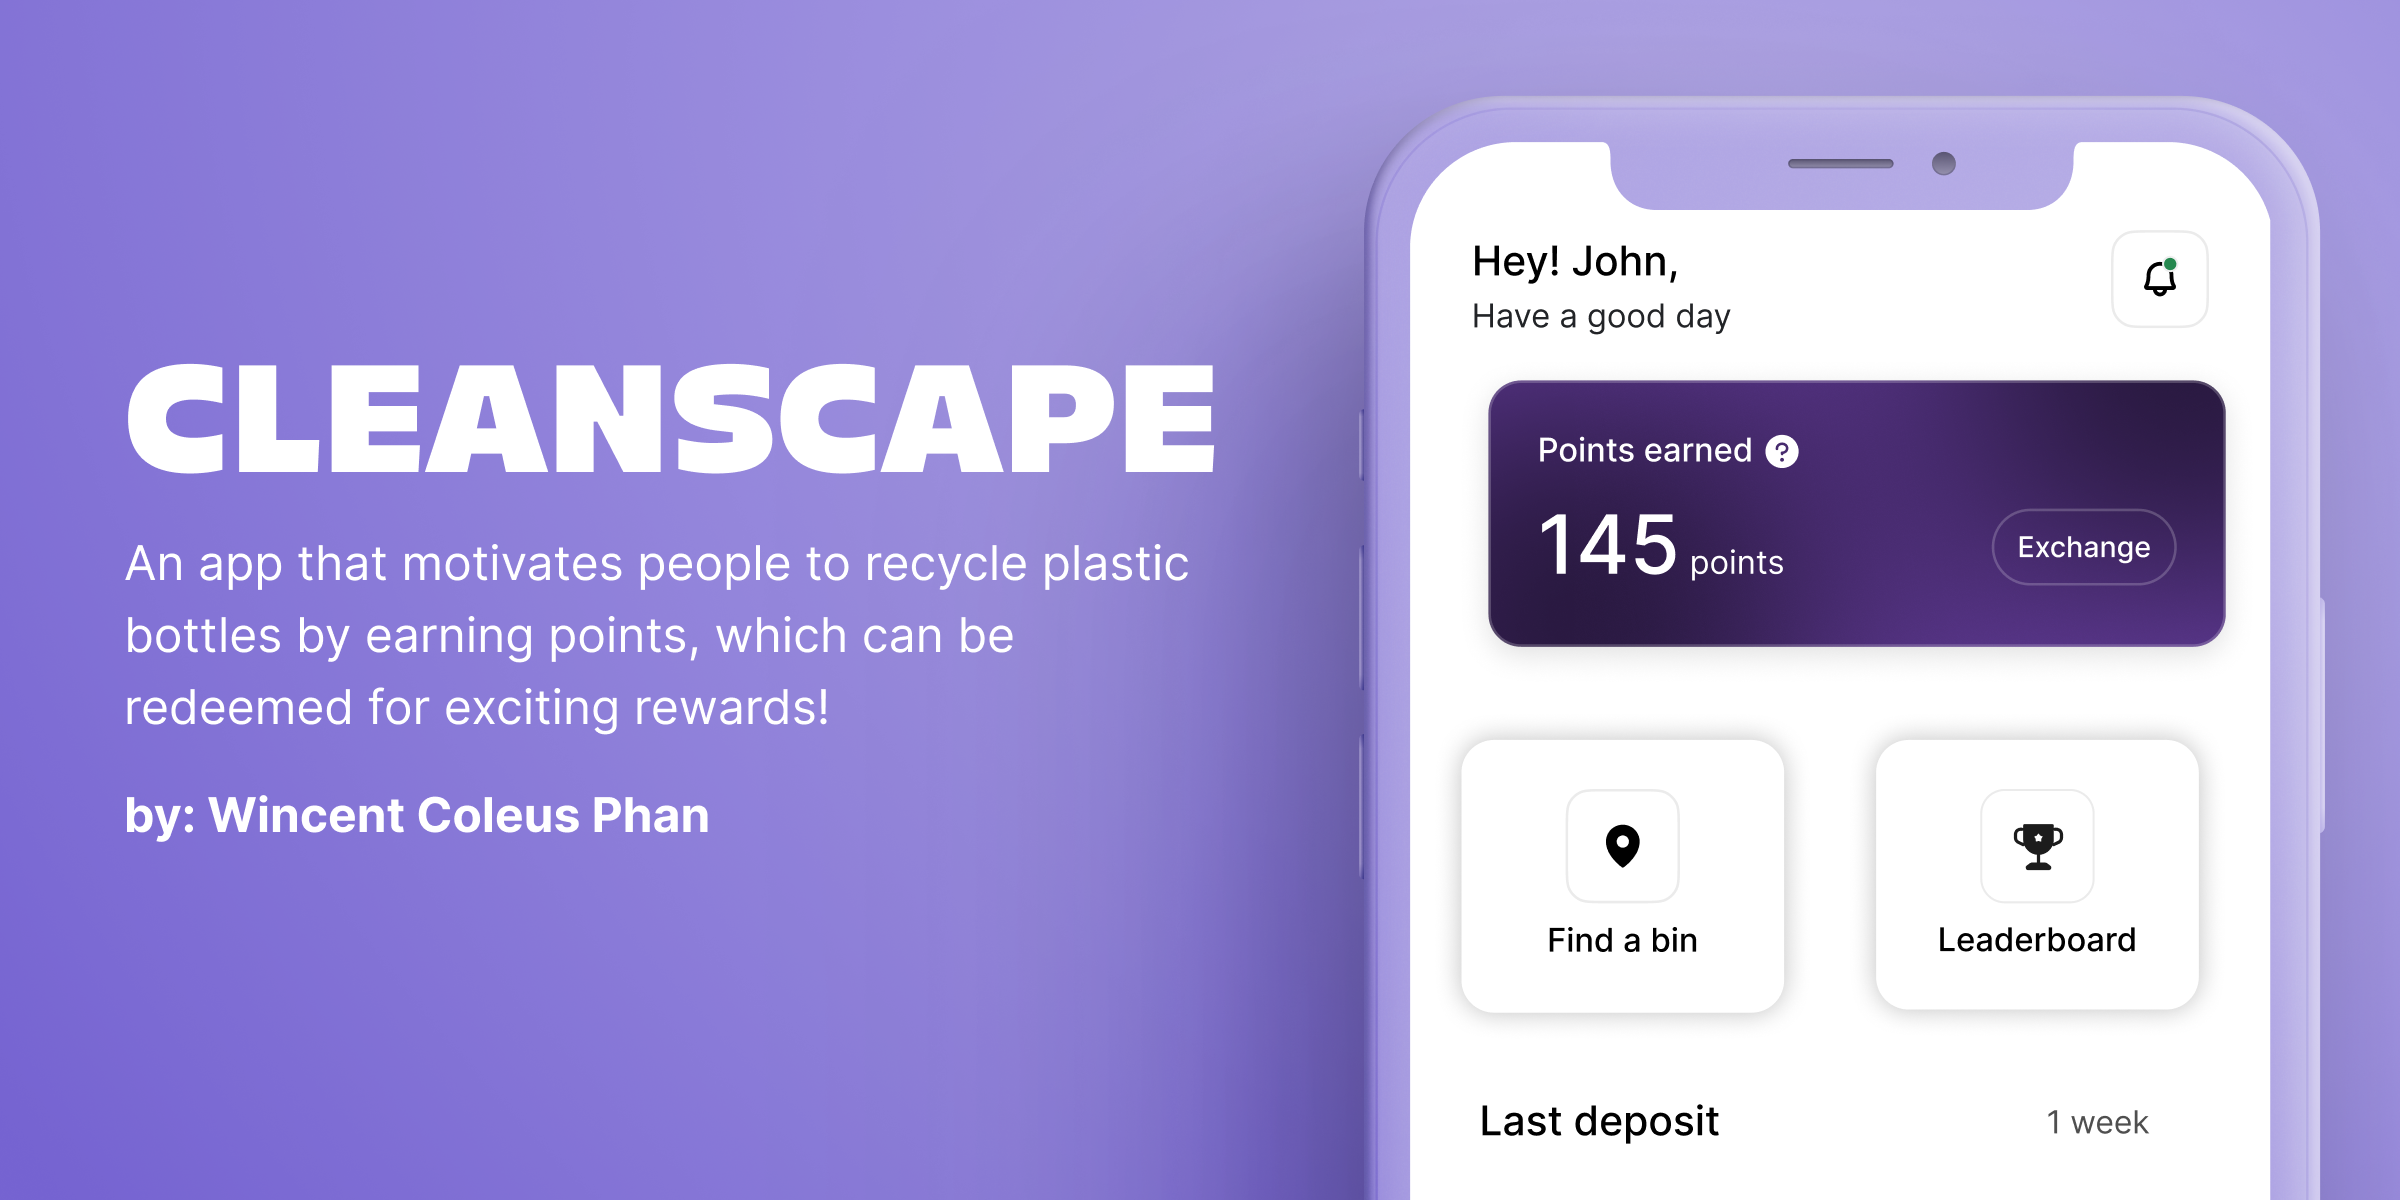 CLEANSCAPE
An app that motivates people to recycle plastic
bottles by earning points, which can be
redeemed for exciting rewards!
by: Wincent Coleus Phan
Hey! John,
Have a good day
Points earned ?
145 points
Exchange
Find a bin
Leaderboard
Last deposit
1 week